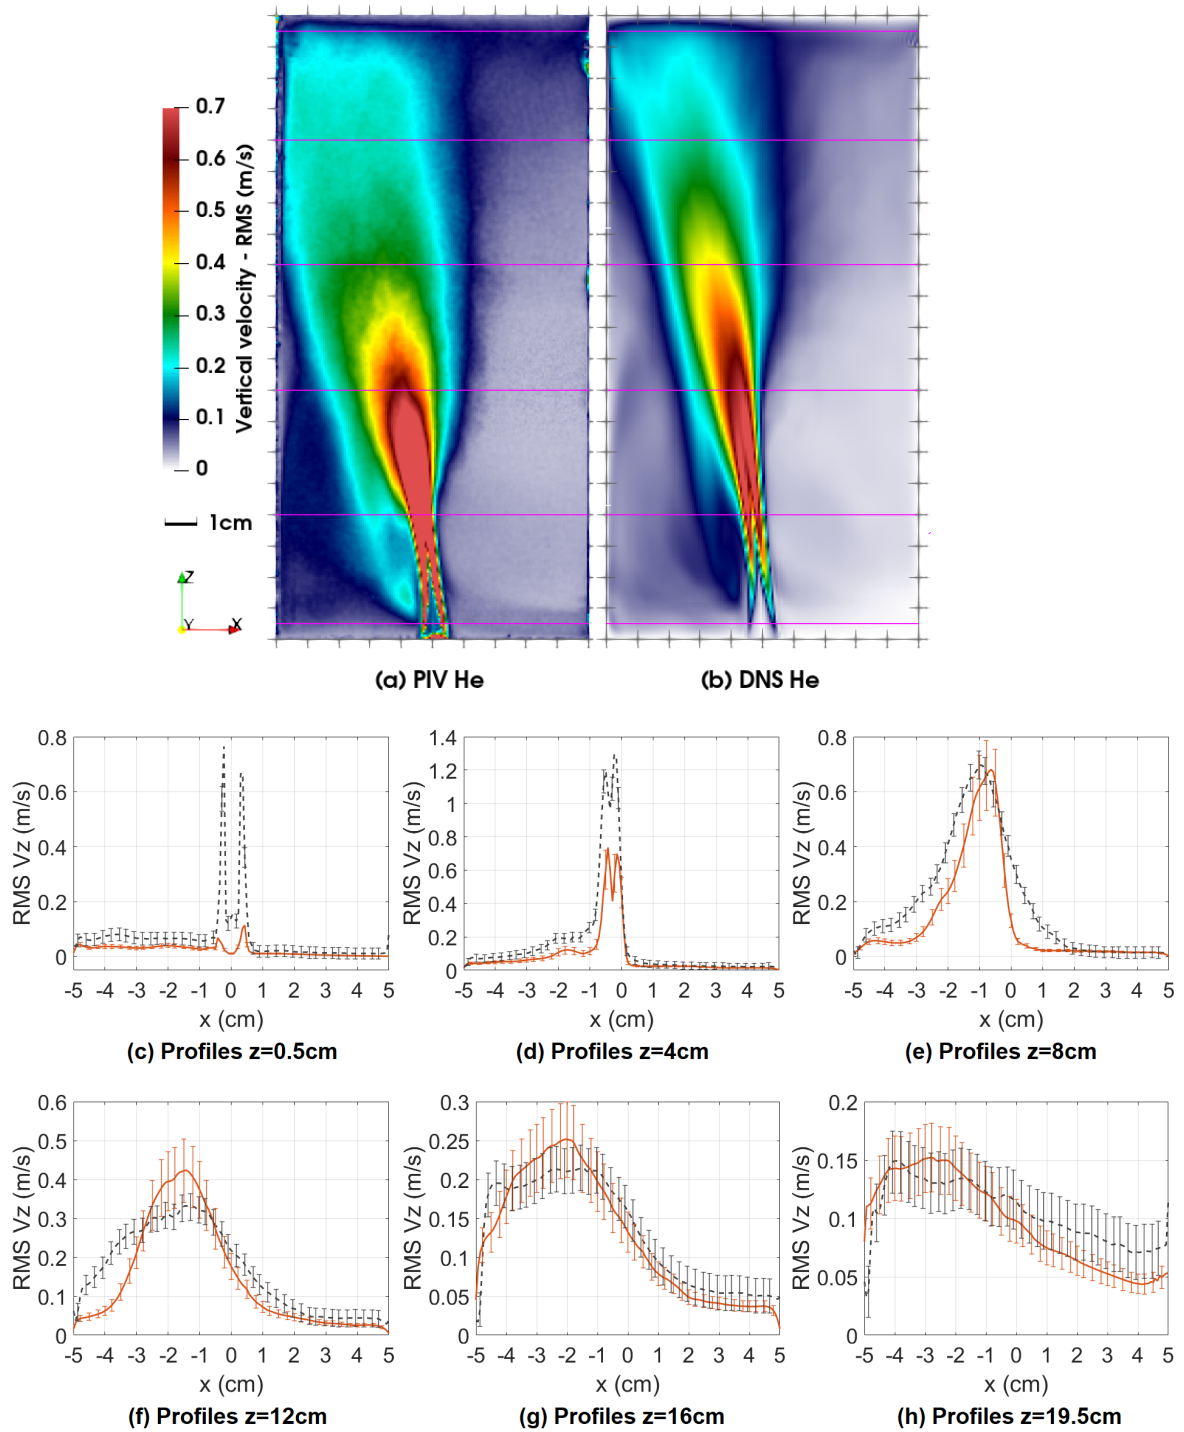 0.7
0.6
0.5
0.4
0.3
0.2
0.1
0
Vertical velocity - RMS (m/s)
1cm
Z
Y
X
(a) PIV He
(b) DNS He
0.8
0.6
0.4
0.2
0
RMS Vz (m/s)
-5 -4 -3 -2 -1 0 1 2 3 4 5
x (cm)
(c) Profiles z=0.5cm
1.4
1.2
1
0.8
0.6
0.4
0.2
0
RMS Vz (m/s)
-5 -4 -3 -2 -1 0 1 2 3 4 5
x (cm)
(d) Profiles z=4cm
0.8
0.6
0.4
0.2
0
RMS Vz (m/s)
-5 -4 -3 -2 -1 0 1 2 3 4 5
x (cm)
(e) Profiles z=8cm
0.6
0.5
0.4
0.3
0.2
0.1
0
RMS Vz (m/s)
-5 -4 -3 -2 -1 0 1 2 3 4 5
x (cm)
(f) Profiles z=12cm
0.3
0.25
0.2
0.15
0.1
0.05
0
RMS Vz (m/s)
-5 -4 -3 -2 -1 0 1 2 3 4 5
x (cm)
(g) Profiles z=16cm
0.2
0.15
0.1
0.05
0
RMS Vz (m/s)
-5 -4 -3 -2 -1 0 1 2 3 4 5
x (cm)
(h) Profiles z=19.5cm